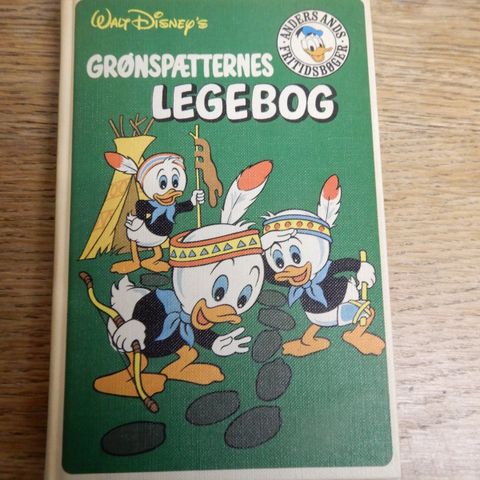 WALT DISNEY'S
GRØNSPÆTTERNES
LEGEBOG
ANDERS ANDS
FRITIDSBØGER